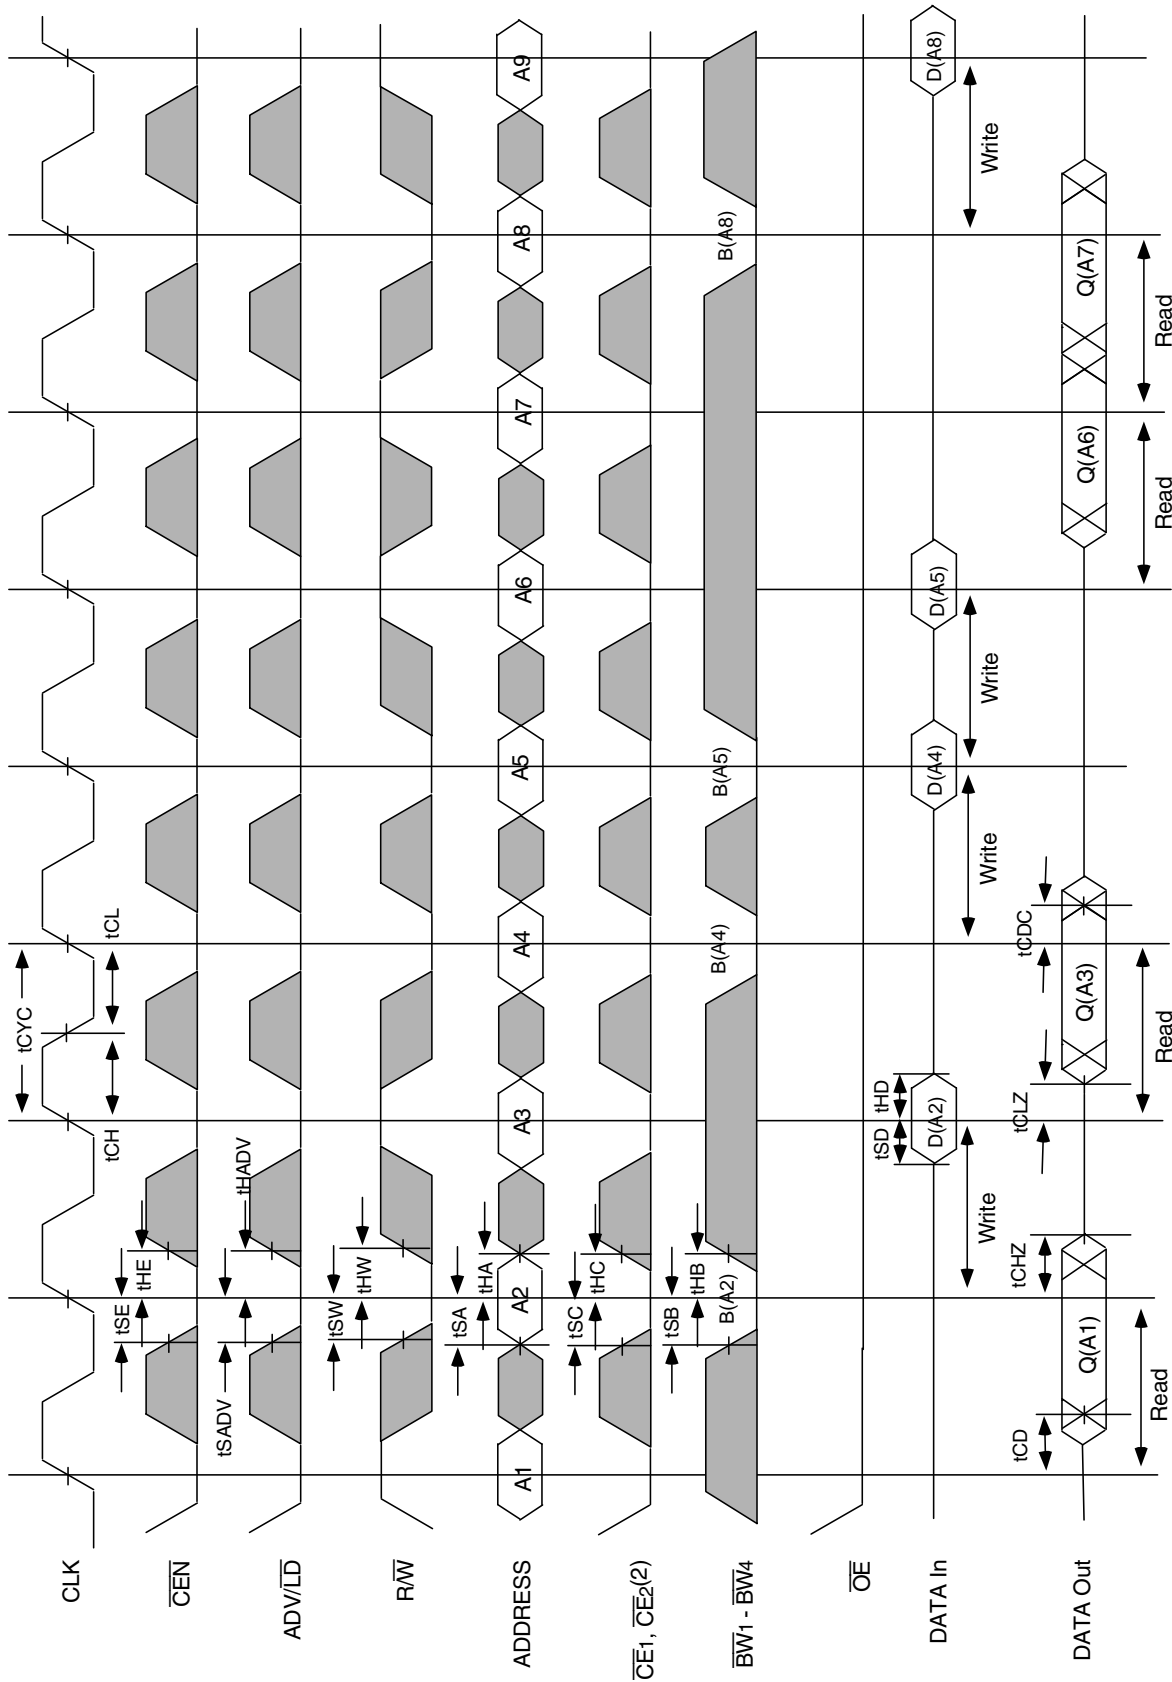 tCYC
tCH
tCL
CLK
tSE
tHE
CEN
tSADV
tHADV
ADV/LD
tSW
tHW
R/W
tSA
tHA
ADDRESS
A1
A2
A3
A4
A5
A6
A7
A8
A9
tSC
tHC
CE1, CE2(2)
tSB
tHB
B(A2)
B(A4)
B(A5)
B(A8)
BW1 - BW4
OE
tSD
tHD
DATA In
D(A2)
D(A4)
D(A5)
D(A8)
Write
Write
Write
Write
tCD
tCHZ
tCLZ
tCDC
DATA Out
Q(A1)
Q(A3)
Q(A6)
Q(A7)
Read
Read
Read
Read